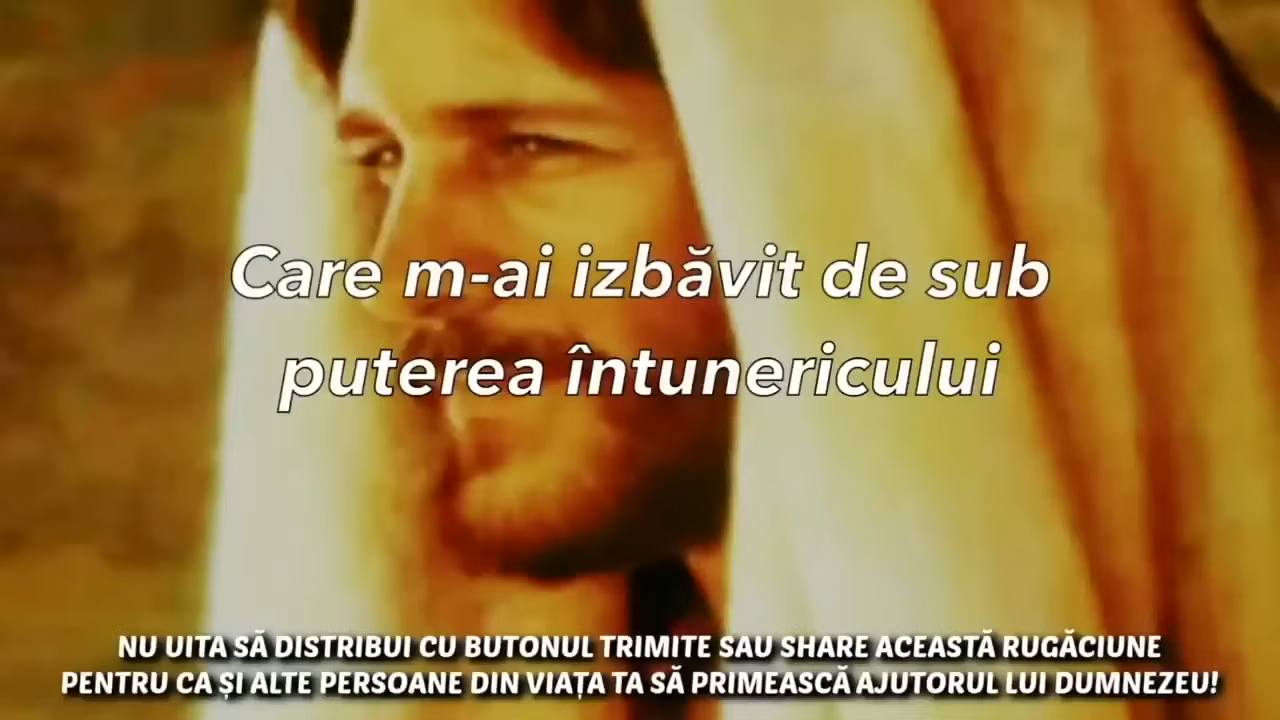 Care m-ai izbăvit de sub
puterea întunericului
NU UITA SĂ DISTRIBUI CU BUTONUL TRIMITE SAU SHARE ACEASTĂ RUGĂCIUNE
PENTRU CA ȘI ALTE PERSOANE DIN VIAȚA TA SĂ PRIMEASCĂ AJUTORUL LUI DUMNEZEU!